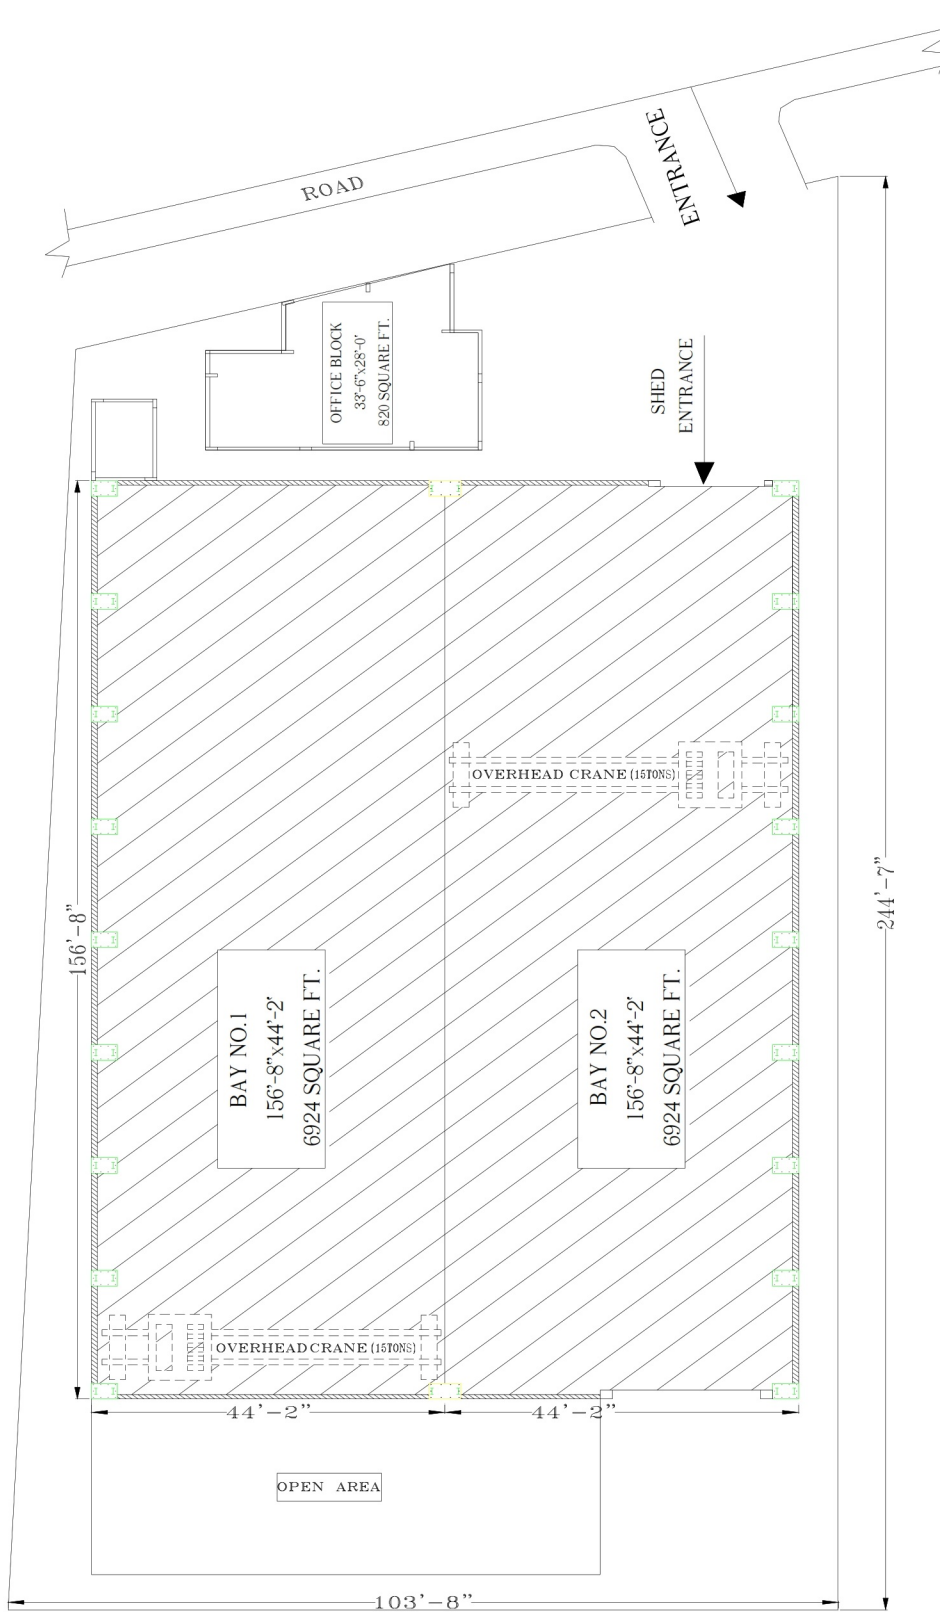 ROAD
ENTRANCE
OFFICE BLOCK
33'-6"x28'-0'
820 SQUARE FT.
SHED
ENTRANCE
OVERHEAD CRANE (15TONS)
156'-8"
244'-7"
BAY NO.1
156'-8"x44'-2'
6924 SQUARE FT.
BAY NO.2
156'-8"x44'-2'
6924 SQUARE FT.
OVERHEAD CRANE (15TONS)
44'-2"
44'-2"
OPEN AREA
103'-8"